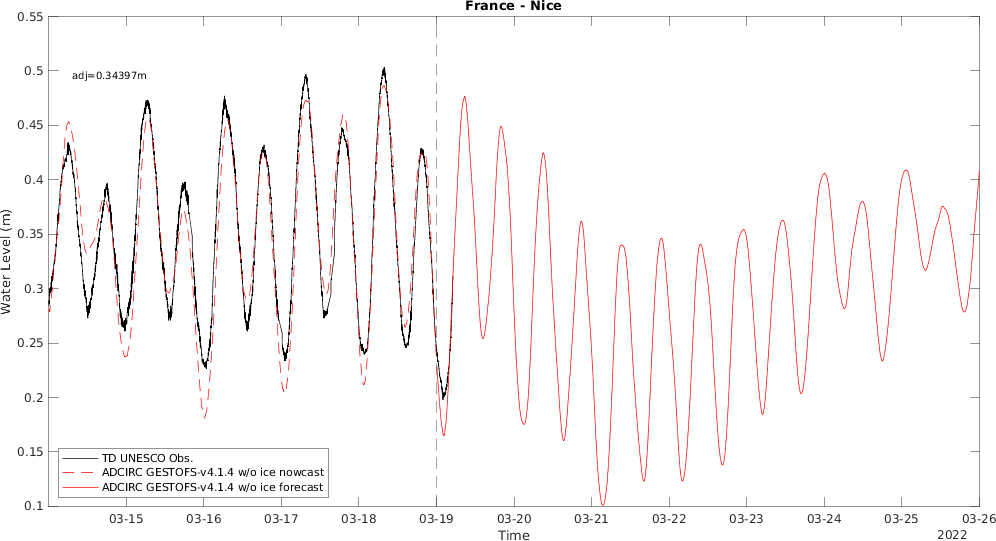 France - Nice
0.55
0.5
0.45
0.4
0.35
0.3
0.25
0.2
0.15
0.1
Water Level (m)
adj=0.34397m
TD UNESCO Obs.
ADCIRC GESTOFS-v4.1.4 w/o ice nowcast
ADCIRC GESTOFS-v4.1.4 w/o ice forecast
03-15 03-16 03-17 03-18 03-19 03-20 03-21 03-22 03-23 03-24 03-25 03-26
Time
2022